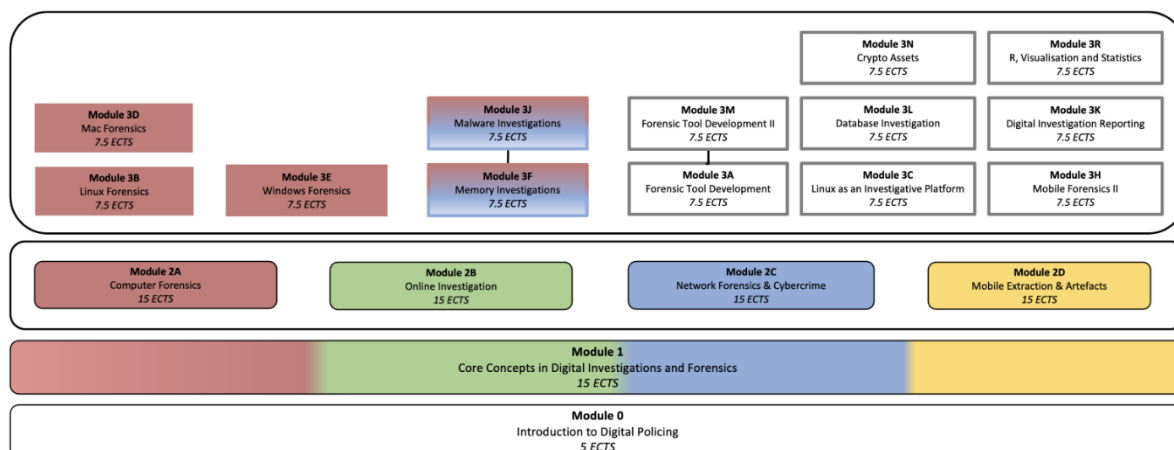 Module 3N
Crypto Assets
7.5 ECTS
Module 3R
R, Visualisation and Statistics
7.5 ECTS
Module 3D
Mac Forensics
7.5 ECTS
Module 3J
Malware Investigations
7.5 ECTS
Module 3M
Forensic Tool Development II
7.5 ECTS
Module 3L
Database Investigation
7.5 ECTS
Module 3K
Digital Investigation Reporting
7.5 ECTS
Module 3B
Linux Forensics
7.5 ECTS
Module 3E
Windows Forensics
7.5 ECTS
Module 3F
Memory Investigations
7.5 ECTS
Module 3A
Forensic Tool Development
7.5 ECTS
Module 3C
Linux as an Investigative Platform
7.5 ECTS
Module 3H
Mobile Forensics II
7.5 ECTS
Module 2A
Computer Forensics
15 ECTS
Module 2B
Online Investigation
15 ECTS
Module 2C
Network Forensics & Cybercrime
15 ECTS
Module 2D
Mobile Extraction & Artefacts
15 ECTS
Module 1
Core Concepts in Digital Investigations and Forensics
15 ECTS
Module 0
Introduction to Digital Policing
5 ECTS